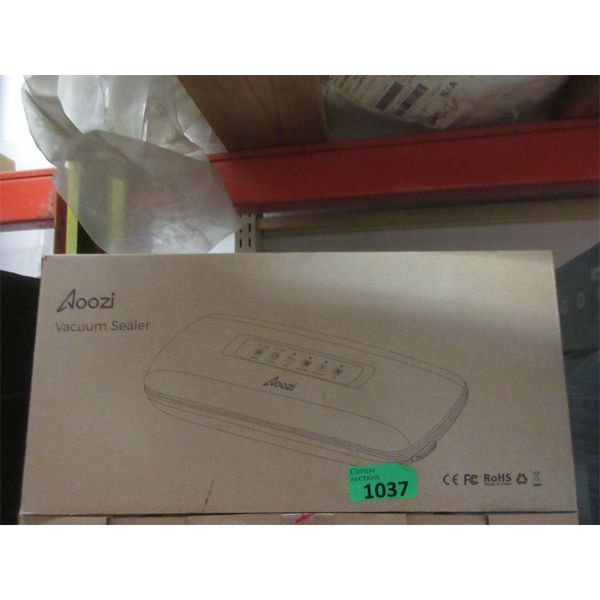 N/A
Aoozi
Vacuum Sealer
Aoozi
COTTON
AUCTIONS
1037
CE FC RoHS